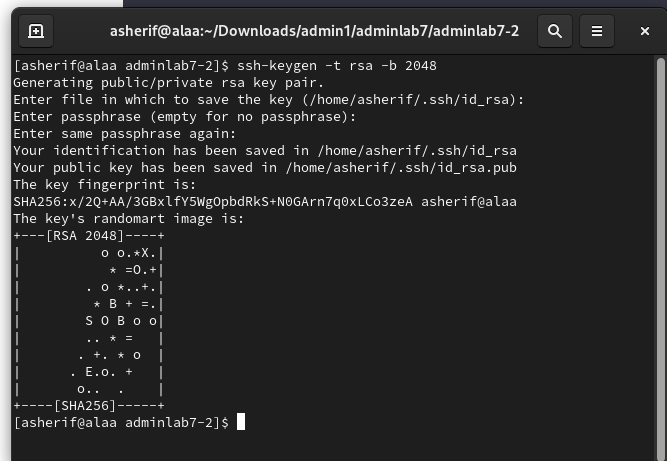 asherif@alaa:~/Downloads/admin1/adminlab7/adminlab7-2
[asherif@alaa adminlab7-2]$ ssh-keygen -t rsa -b 2048
Generating public/private rsa key pair.
Enter file in which to save the key (/home/asherif/.ssh/id_rsa):
Enter passphrase (empty for no passphrase):
Enter same passphrase again:
Your identification has been saved in /home/asherif/.ssh/id_rsa
Your public key has been saved in /home/asherif/.ssh/id_rsa.pub
The key fingerprint is:
SHA256:x/2Q+AA/3GBxlfY5WgOpbdRkS+N0GArn7q0xLCo3zeA asherif@alaa
The key's randomart image is:
+---[RSA 2048]----+
|          o o.*X.|
|           * =O.+|
|        . o *..+.|
|         * B + =.|
|        S O B o o|
|        .. * =   |
|       . +. * o  |
|      . E.o. +   |
|       o..  .    |
+----[SHA256]-----+
[asherif@alaa adminlab7-2]$